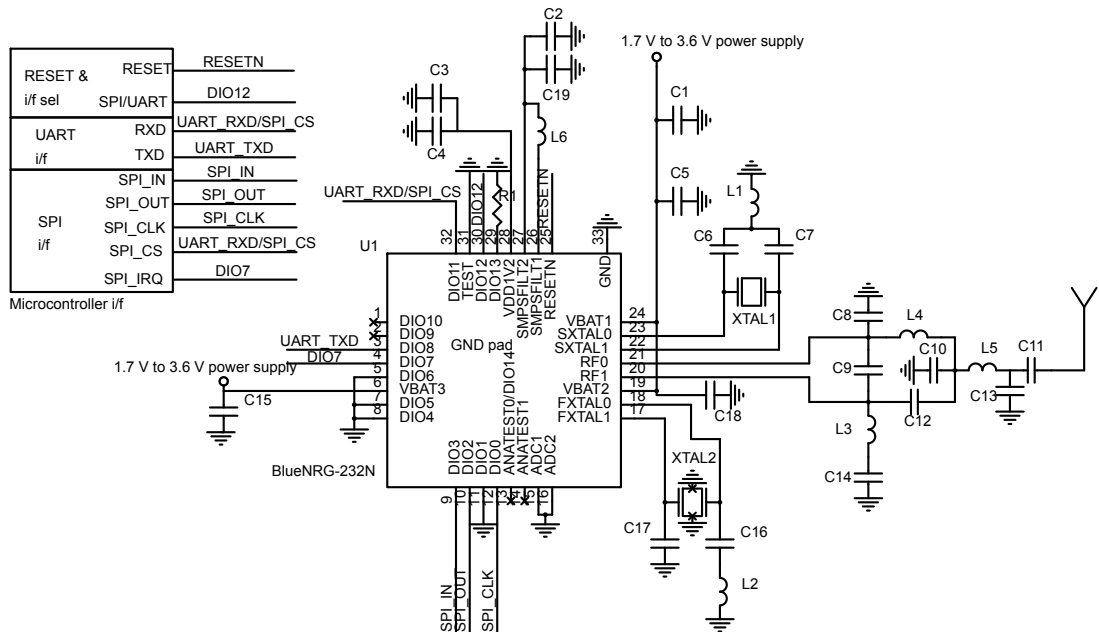 RESET &
i/f sel
RESET
RESETN
SPI/UART
DIO12
UART
i/f
RXD
UART_RXD/SPI_CS
TXD
UART_TXD
SPI
i/f
SPI_IN
SPI_IN
SPI_OUT
SPI_OUT
SPI_CLK
SPI_CLK
SPI_CS
UART_RXD/SPI_CS
SPI_IRQ
DIO7
Microcontroller i/f
C2
C19
C3
C4
L6
1.7 V to 3.6 V power supply
C1
C5
L1
C6
C7
XTAL1
UART_RXD/SPI_CS
DIO12
R1
RESETN
U1
32
31
30
29
28
27
26
25
33
DIO11
TEST
DIO12
DIO13
VDD1V2
SMPSFILT2
SMPSFILT1
RESETN
GND
GND pad
1
2
3
4
5
6
7
8
DIO10
DIO9
DIO8
DIO7
DIO6
VBAT3
DIO5
DIO4
UART_TXD
DIO7
1.7 V to 3.6 V power supply
C15
24
23
22
21
20
19
18
17
VBAT1
SXTAL0
SXTAL1
RF0
RF1
VBAT2
FXTAL0
FXTAL1
DIO3
DIO2
DIO1
DIO0
ANATEST0/DIO14
ANATEST1
ADC1
ADC2
9
10
11
12
13
14
15
16
BlueNRG-232N
SPI_IN
SPI_OUT
SPI_CLK
C18
XTAL2
C17
C16
L2
C8
L4
C9
C10
L5
C11
C13
C12
L3
C14